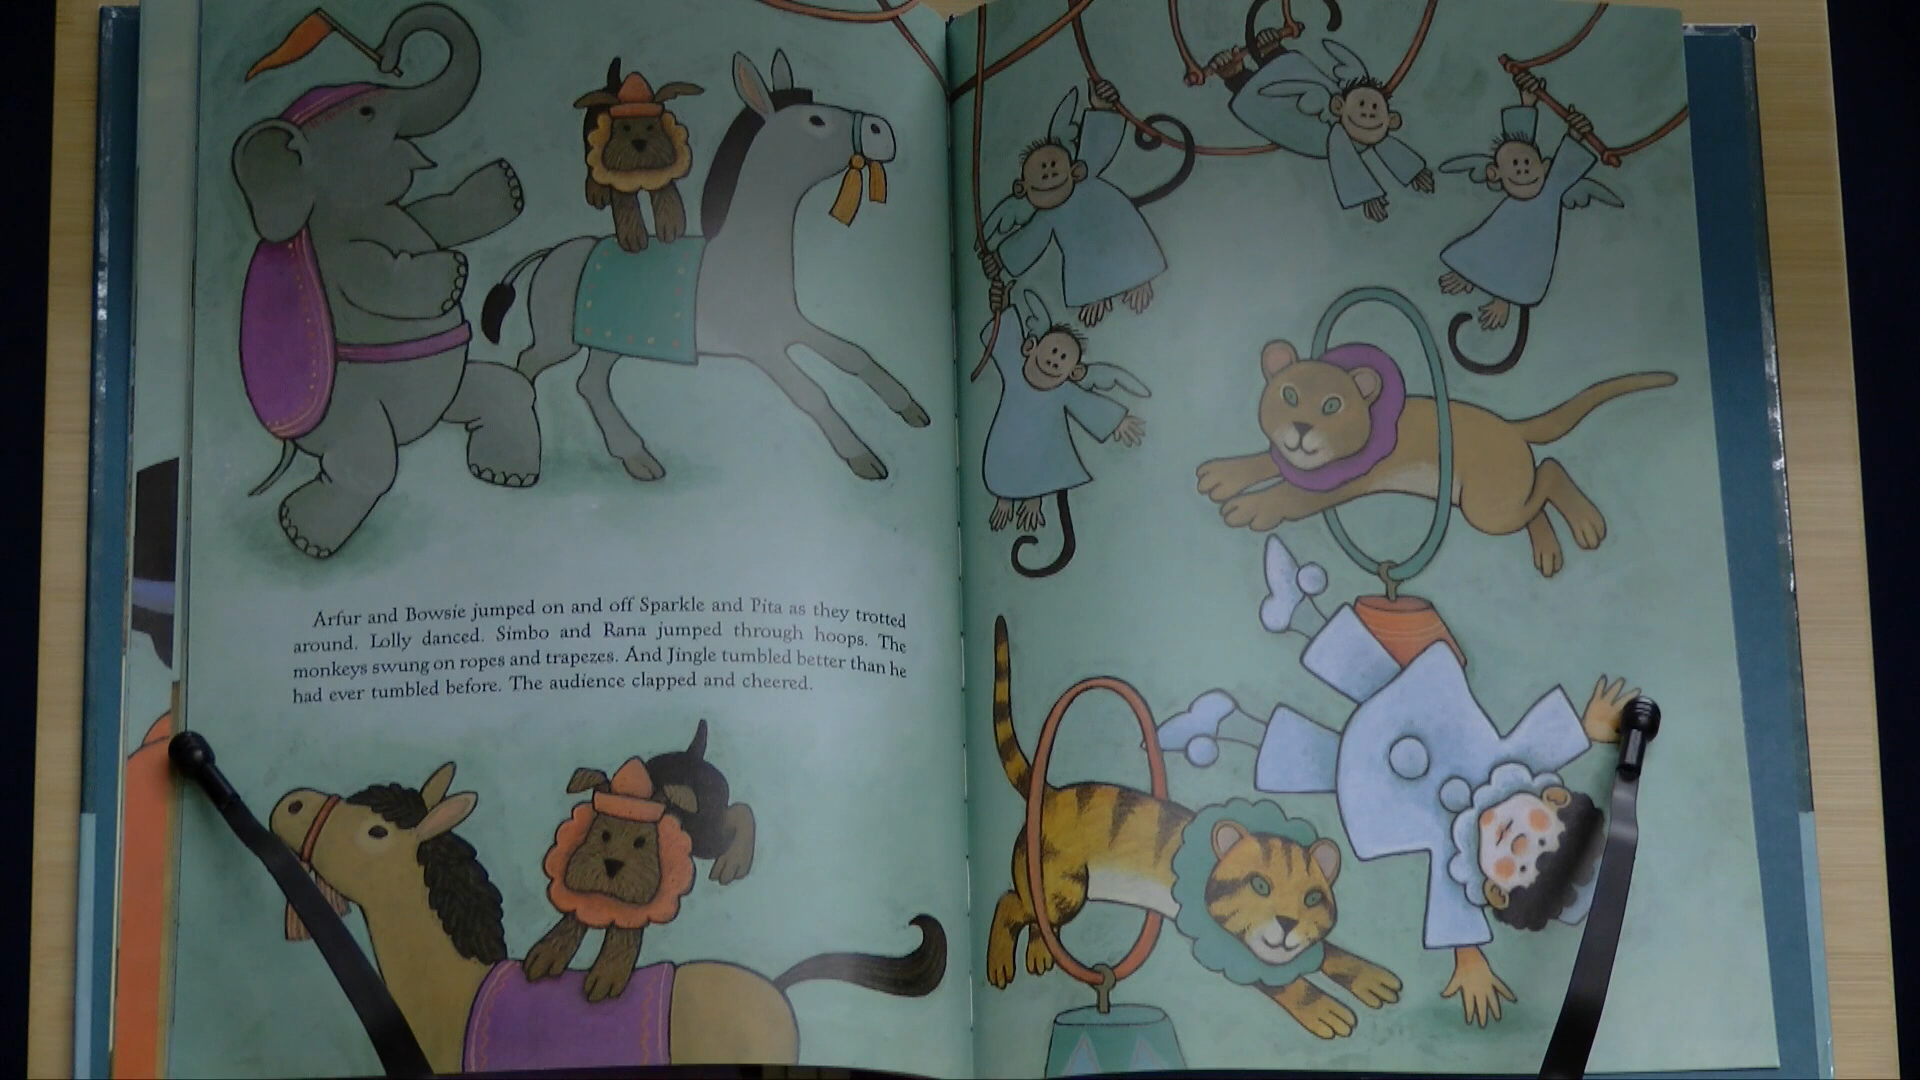 Arfur and Bowsie jumped on and off Sparkle and Pita as they trotted
around. Lolly danced. Simbo and Rana jumped through hoops. The
monkeys swung on ropes and trapezes. And Jingle tumbled better than he
had ever tumbled before. The audience clapped and cheered.